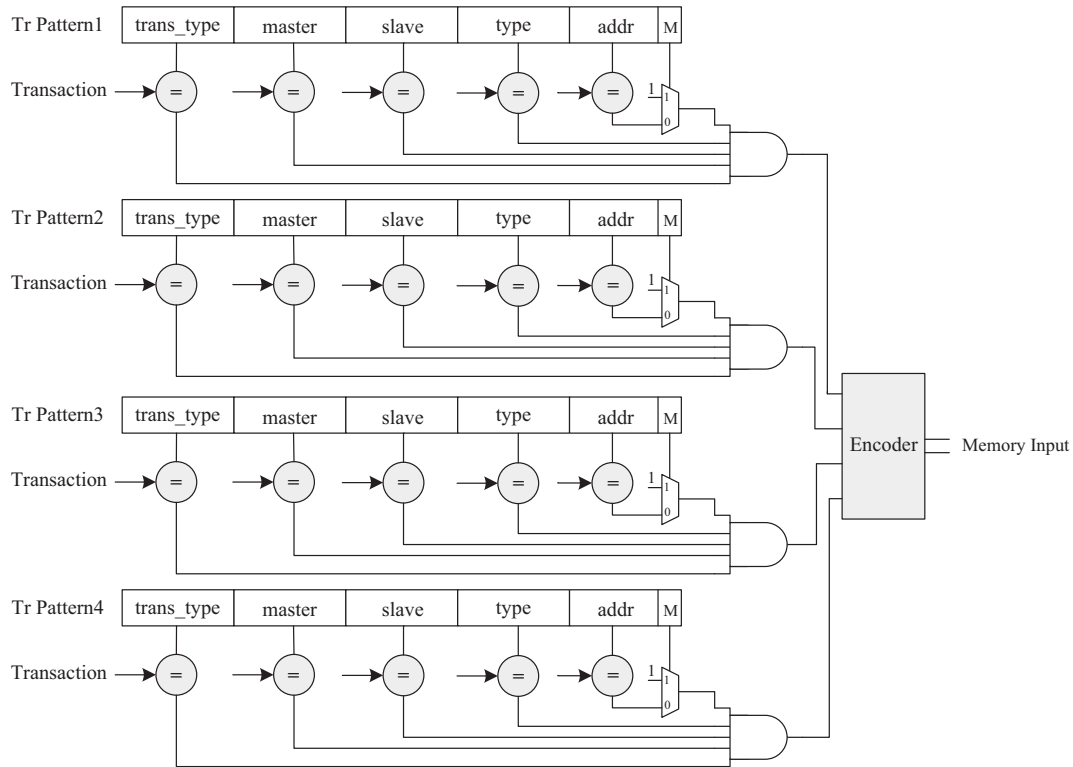 Tr Pattern1 trans_type master slave type addr M
Transaction = = = = = 1 1
0
Tr Pattern2 trans_type master slave type addr M
Transaction = = = = = 1 1
0
Tr Pattern3 trans_type master slave type addr M
Encoder Memory Input
Transaction = = = = = 1 1
0
Tr Pattern4 trans_type master slave type addr M
Transaction = = = = = 1 1
0